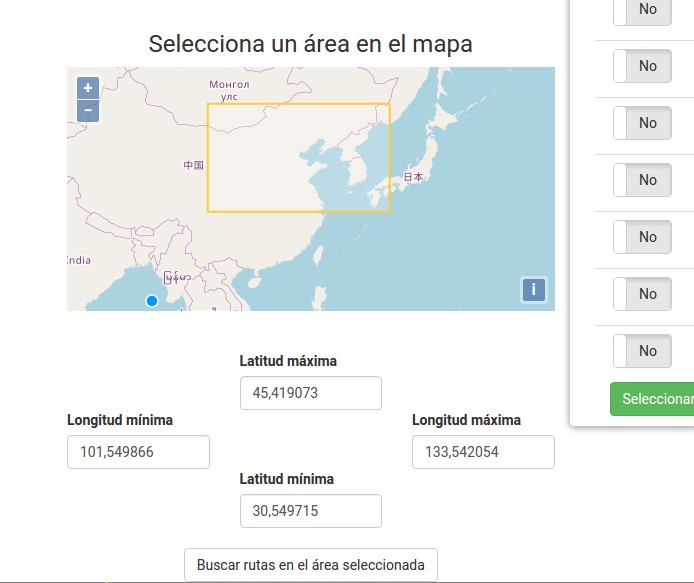 Selecciona un área en el mapa
+
−
Монгол
улс
中国
日本
India
မြန်မာ
i
Latitud máxima
45,419073
Longitud mínima
Longitud máxima
101,549866
133,542054
Latitud mínima
30,549715
Buscar rutas en el área seleccionada
No
No
No
No
No
No
No
Seleccionar